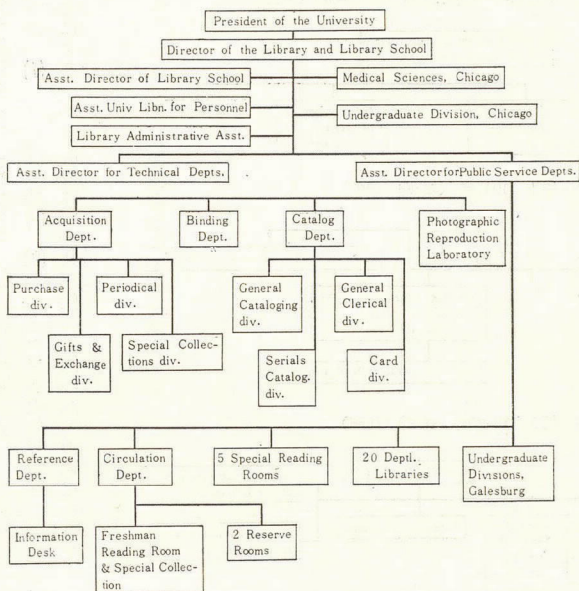 President of the University
Director of the Library and Library School
Asst. Director of Library School
Medical Sciences, Chicago
Asst. Univ Libn. for Personnel
Undergraduate Division, Chicago
Library Administrative Asst.
Asst. Director for Technical Depts.
Asst. Director for Public Service Depts.
Acquisition
Dept.
Binding
Dept.
Catalog
Dept.
Photographic
Reproduction
Laboratory
Purchase
div.
Periodical
div.
General
Cataloging
div.
General
Clerical
div.
Gifts &
Exchange
div.
Special Collec-
tions div.
Serials
Catalog.
div.
Card
div.
Reference
Dept.
Circulation
Dept.
5 Special Reading
Rooms
20 Deptl.
Libraries
Undergraduate
Divisions,
Galesburg
Information
Desk
Freshman
Reading Room
& Special Collec-
tion
2 Reserve
Rooms